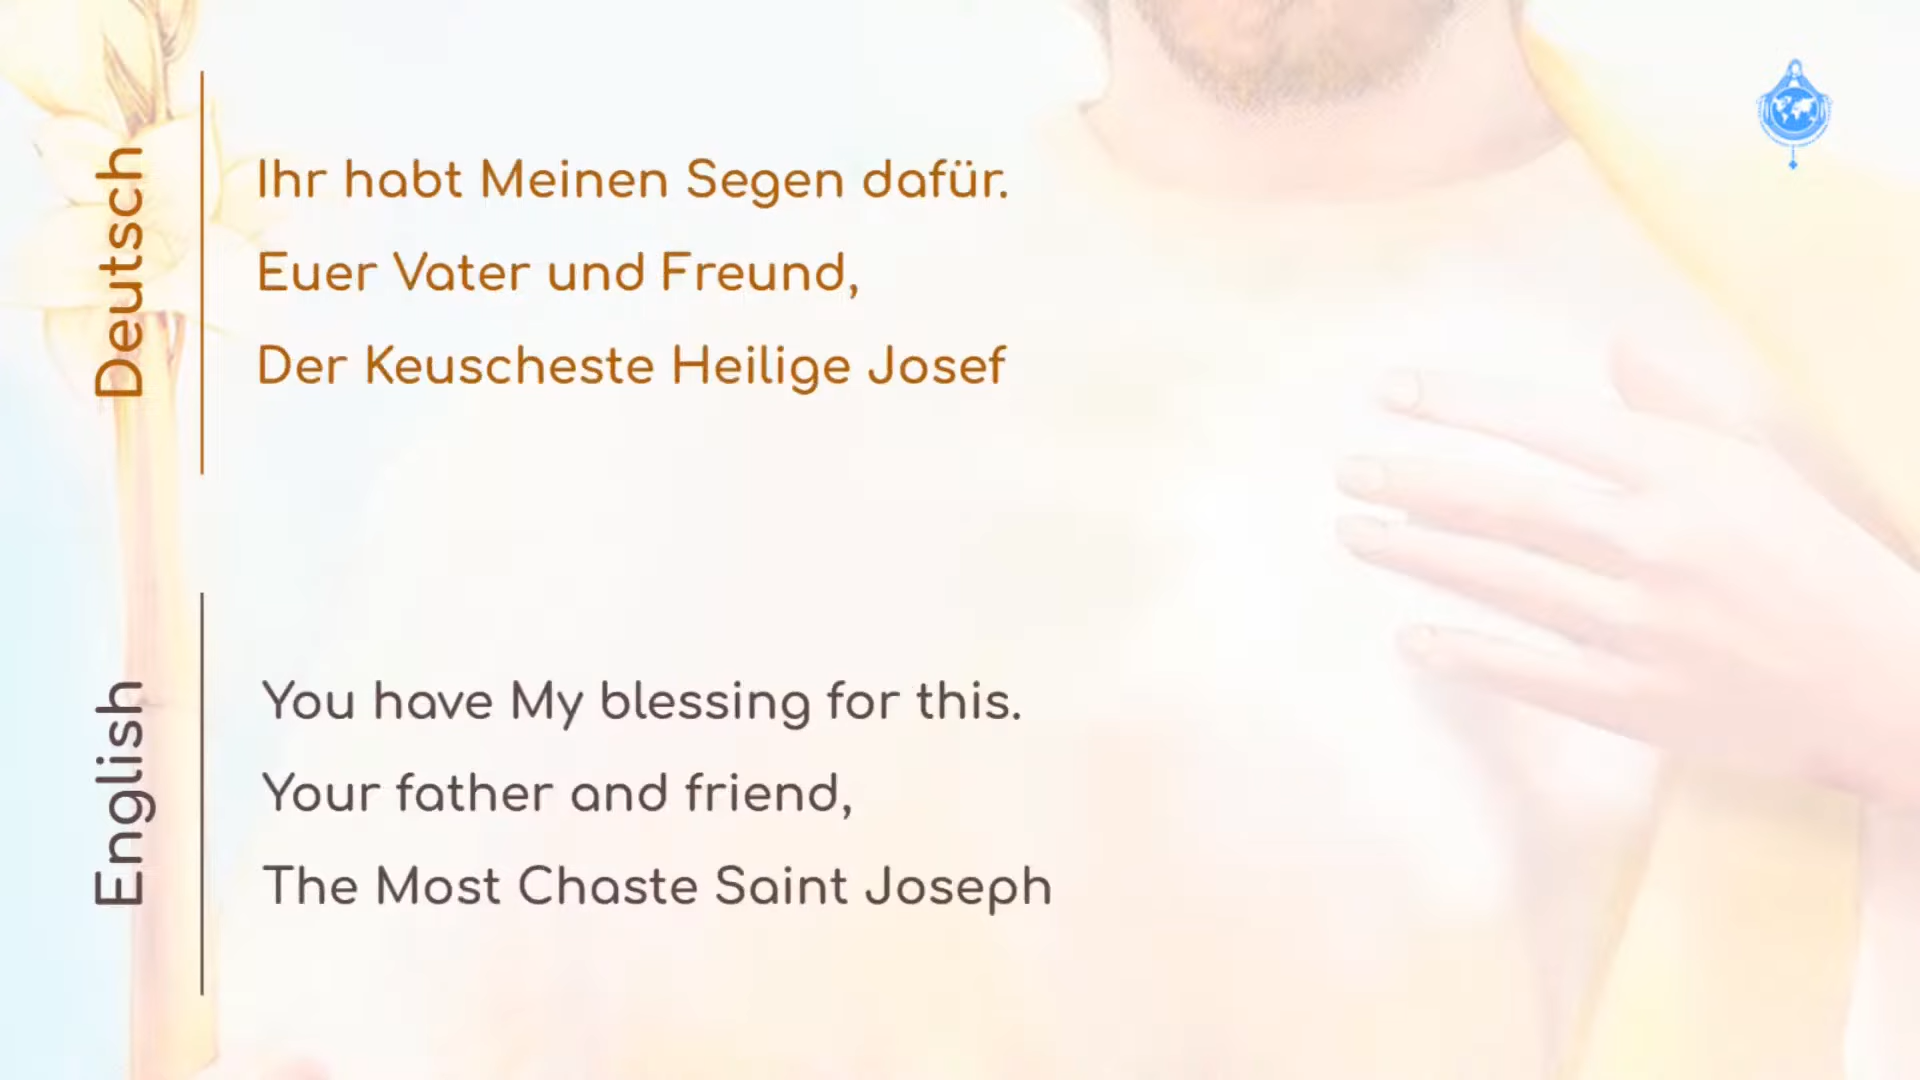 Deutsch
Ihr habt Meinen Segen dafür.
Euer Vater und Freund,
Der Keuscheste Heilige Josef
English
You have My blessing for this.
Your father and friend,
The Most Chaste Saint Joseph